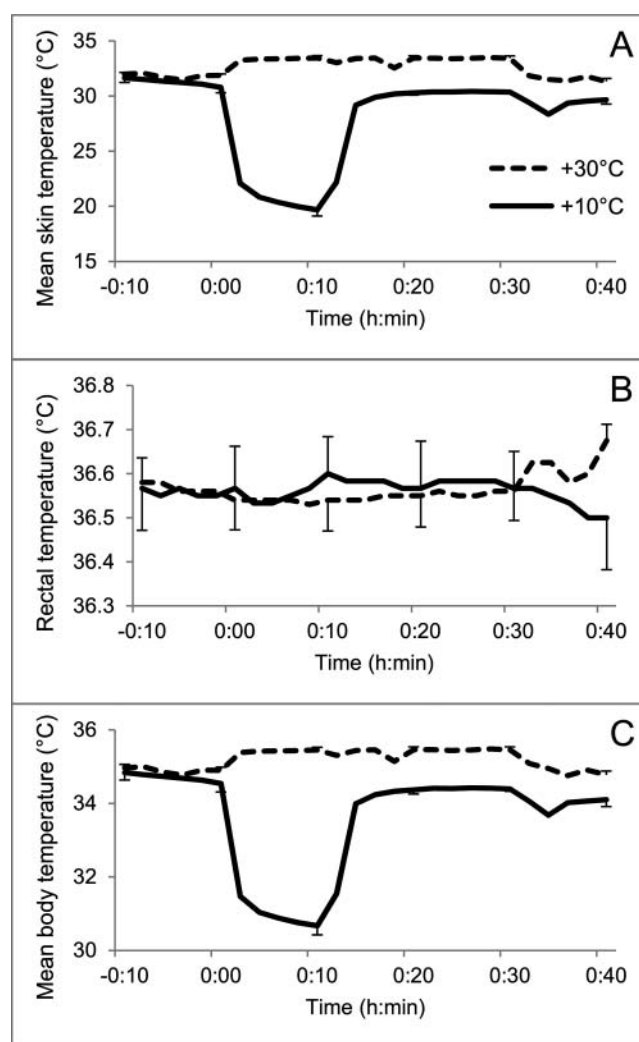 A
Mean skin temperature (°C)
35
30
25
20
15
+30°C
+10°C
-0:10 0:00 0:10 0:20 0:30 0:40
Time (h:min)
B
Rectal temperature (°C)
36.8
36.7
36.6
36.5
36.4
36.3
-0:10 0:00 0:10 0:20 0:30 0:40
Time (h:min)
C
Mean body temperature (°C)
36
34
32
30
-0:10 0:00 0:10 0:20 0:30 0:40
Time (h:min)